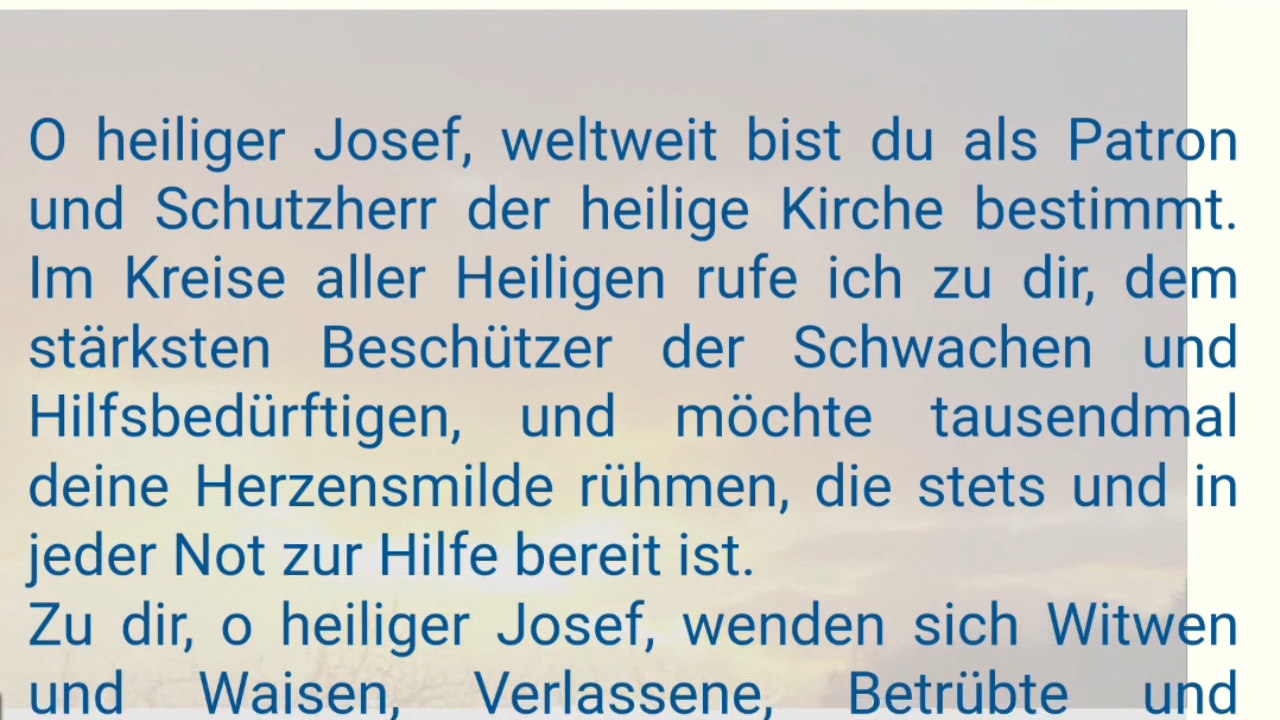 O heiliger Josef, weltweit bist du als Patron
und Schutzherr der heilige Kirche bestimmt.
Im Kreise aller Heiligen rufe ich zu dir, dem
stärksten Beschützer der Schwachen und
Hilfsbedürftigen, und möchte tausendmal
deine Herzensmilde rühmen, die stets und in
jeder Not zur Hilfe bereit ist.
Zu dir, o heiliger Josef, wenden sich Witwen
und Waisen, Verlassene, Betrübte und